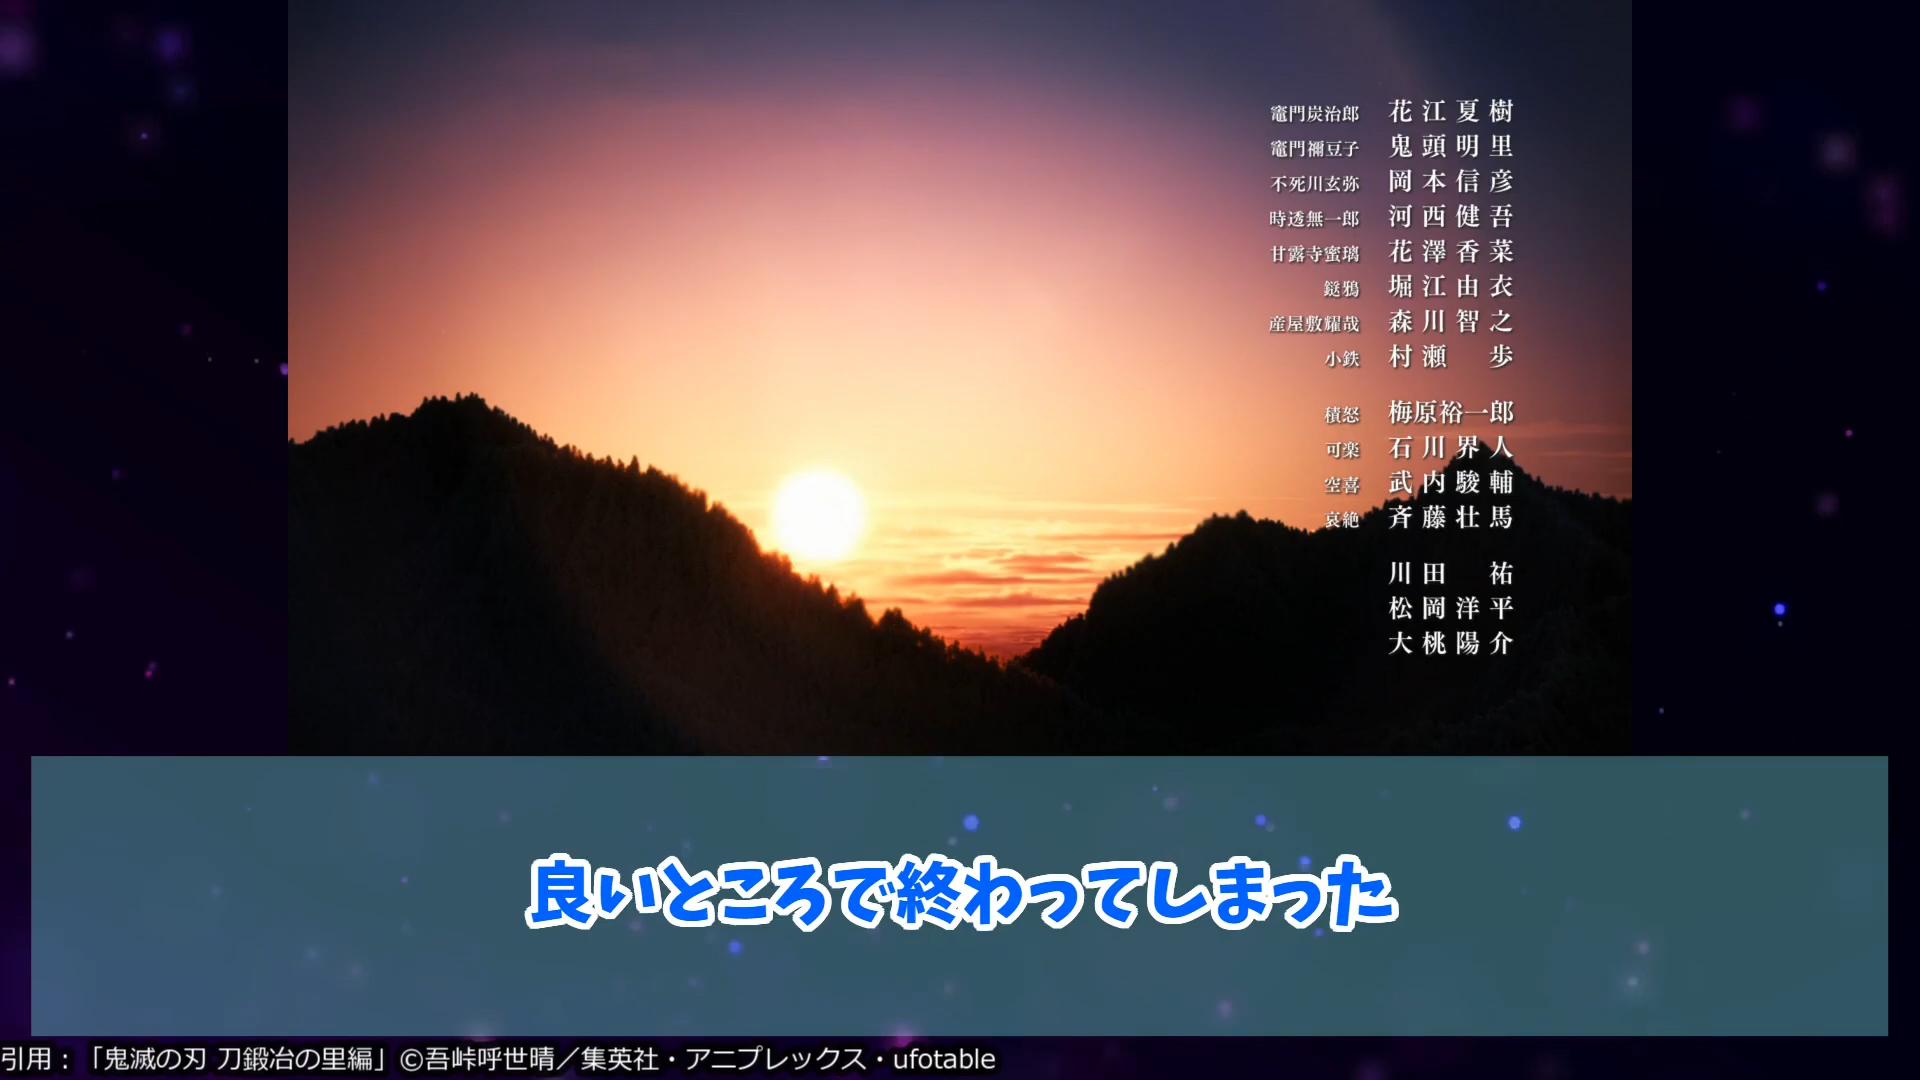 竈門炭治郎 花江夏樹
竈門禰豆子 鬼頭明里
不死川玄弥 岡本信彦
時透無一郎 河西健吾
甘露寺蜜璃 花澤香菜
鎹鴉 堀江由衣
産屋敷耀哉 森川智之
小鉄 村瀬 歩
積怒 梅原裕一郎
可楽 石川界人
空喜 武内駿輔
哀絶 斉藤壮馬
川田 祐
松岡洋平
大桃陽介
良いところで終わってしまった
引用：「鬼滅の刃 刀鍛冶の里編」©吾峠呼世晴／集英社・アニプレックス・ufotable